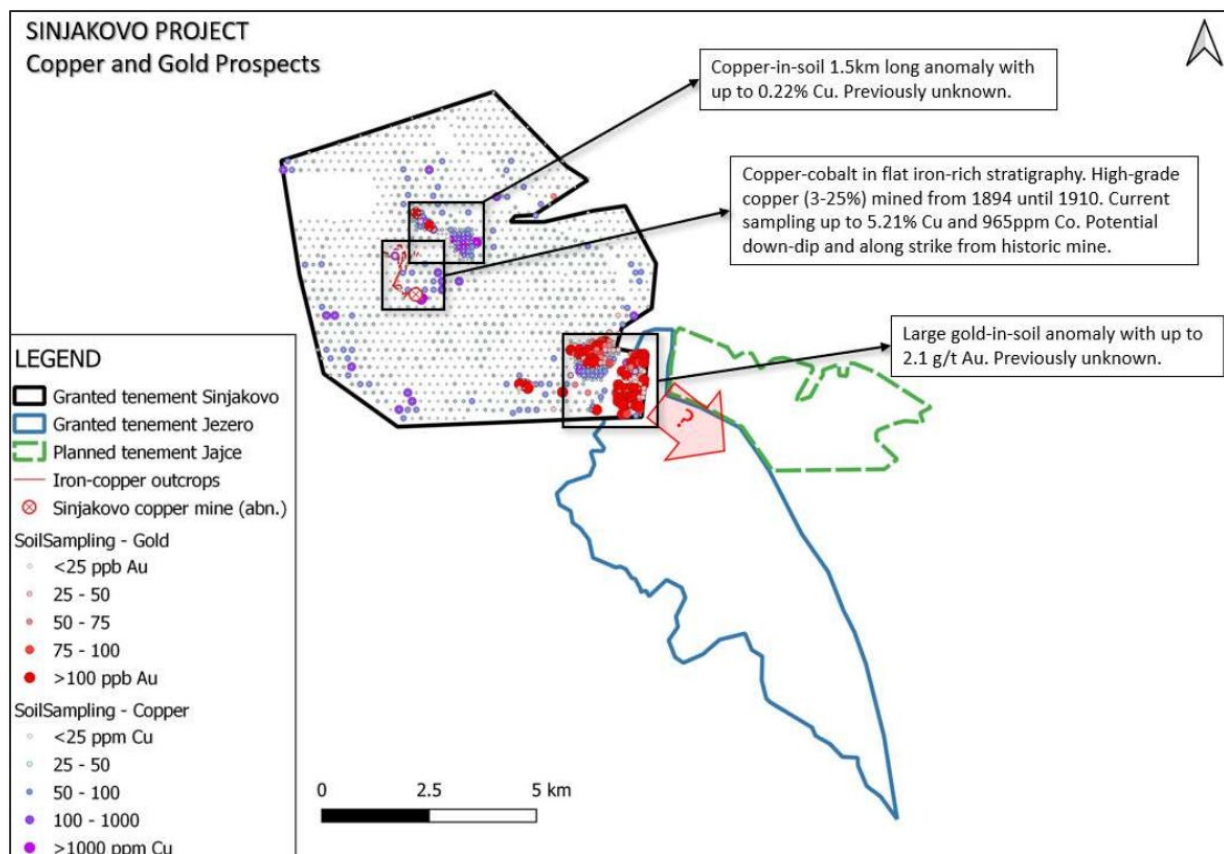 SINJAKOVO PROJECT
Copper and Gold Prospects
Copper-in-soil 1.5km long anomaly with
up to 0.22% Cu. Previously unknown.
Copper-cobalt in flat iron-rich stratigraphy. High-grade
copper (3-25%) mined from 1894 until 1910. Current
sampling up to 5.21% Cu and 965ppm Co. Potential
down-dip and along strike from historic mine.
Large gold-in-soil anomaly with up to
2.1 g/t Au. Previously unknown.
?
LEGEND
Granted tenement Sinjakovo
Granted tenement Jezero
Planned tenement Jajce
Iron-copper outcrops
Sinjakovo copper mine (abn.)
SoilSampling - Gold
<25 ppb Au
25 - 50
50 - 75
75 - 100
>100 ppb Au
SoilSampling - Copper
<25 ppm Cu
25 - 50
50 - 100
100 - 1000
>1000 ppm Cu
0 2.5 5 km